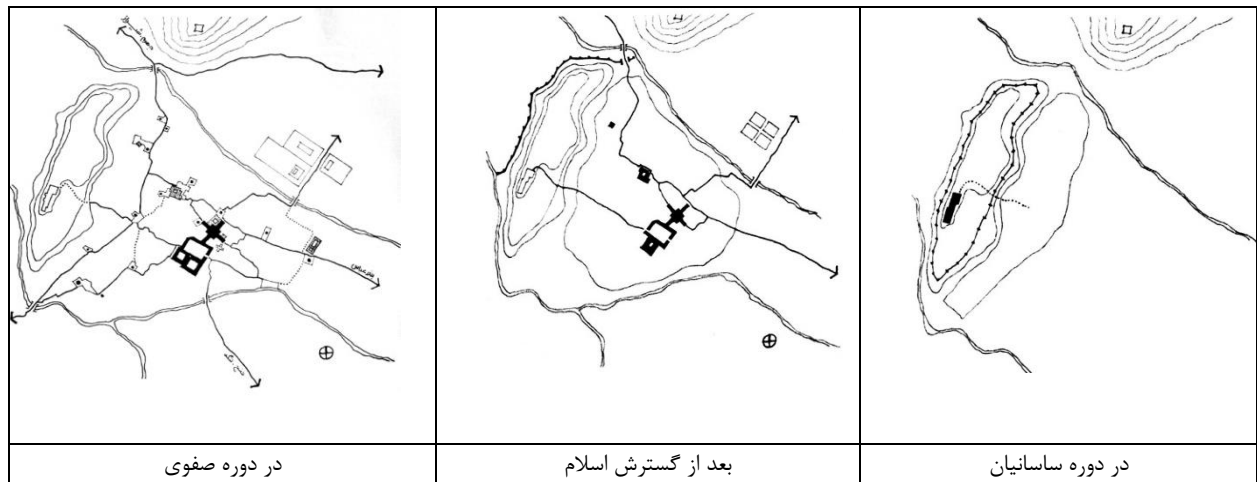 در دوره ساسانیان
بعد از گسترش اسلام
در دوره صفوی